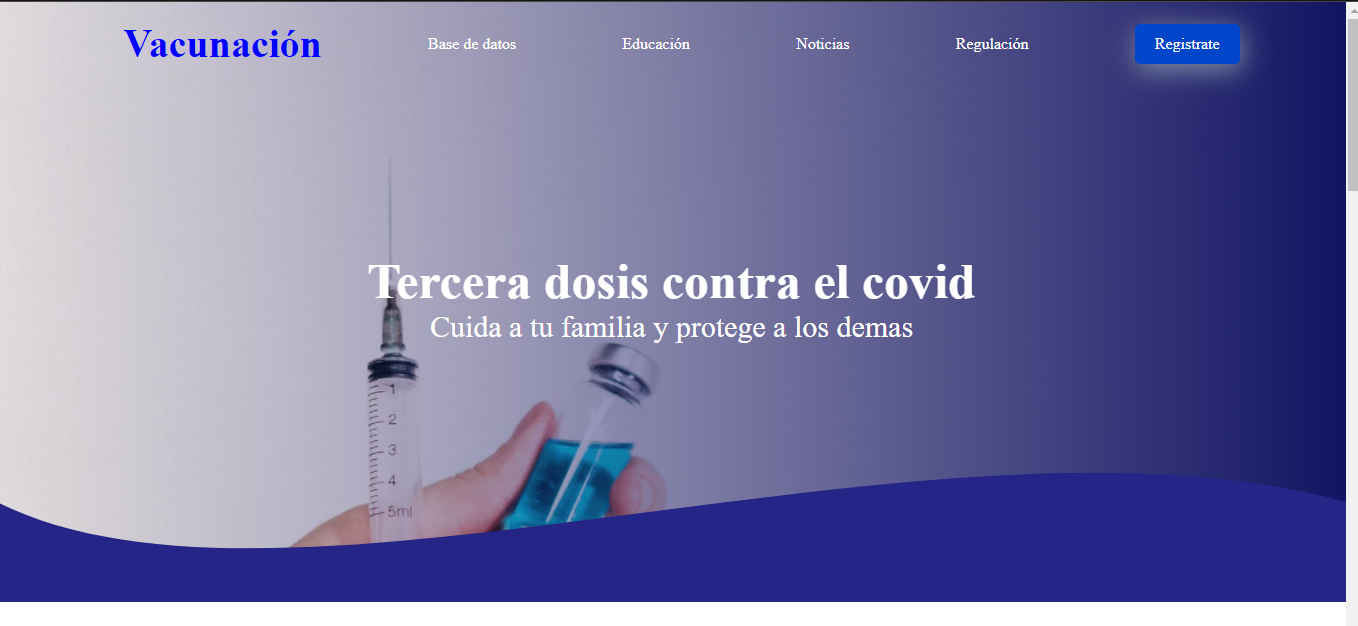 Vacunación
Base de datos
Educación
Noticias
Regulación
Registrate
Tercera dosis contra el covid
Cuida a tu familia y protege a los demas
1
2
3
4
5ml